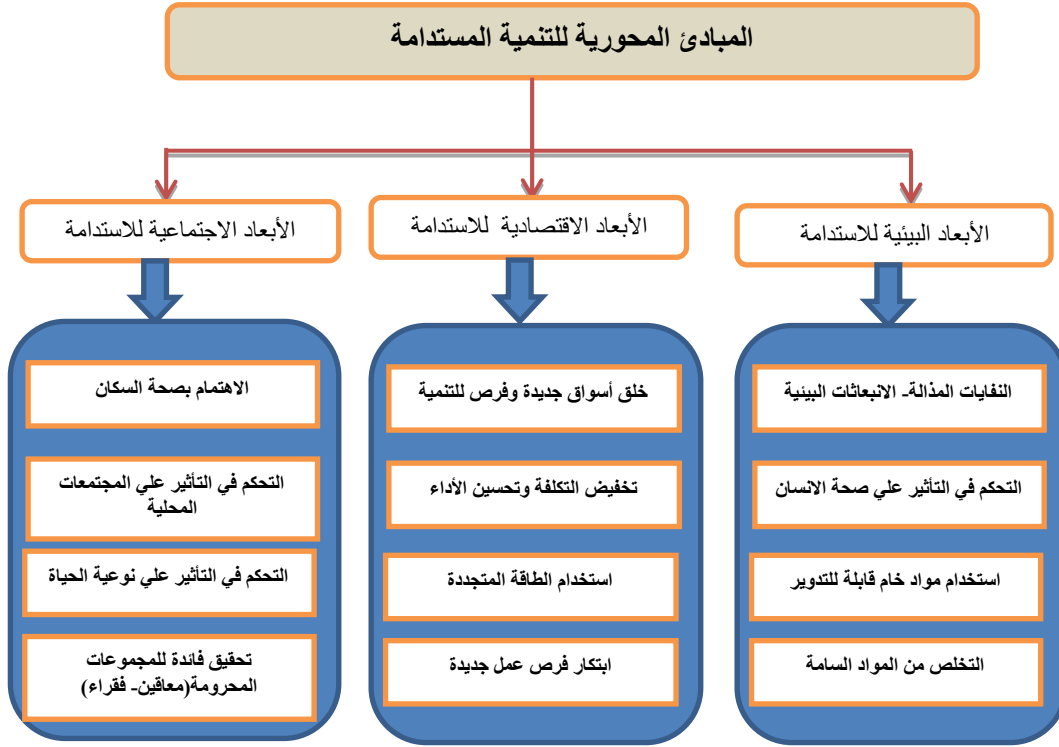 المبادئ المحورية للتنمية المستدامة
الأبعاد البيئية للاستدامة
الأبعاد الاقتصادية للاستدامة
الأبعاد الاجتماعية للاستدامة
النفايات المذالة- الانبعاثات البيئية
التحكم في التأثير علي صحة الانسان
استخدام مواد خام قابلة للتدوير
التخلص من المواد السامة
خلق أسواق جديدة وفرص للتنمية
تخفيض التكلفة وتحسين الأداء
استخدام الطاقة المتجددة
ابتكار فرص عمل جديدة
الاهتمام بصحة السكان
التحكم في التأثير علي المجتمعات
المحلية
التحكم في التأثير علي نوعية الحياة
تحقيق فائدة للمجموعات
المحرومة(معاقين- فقراء)